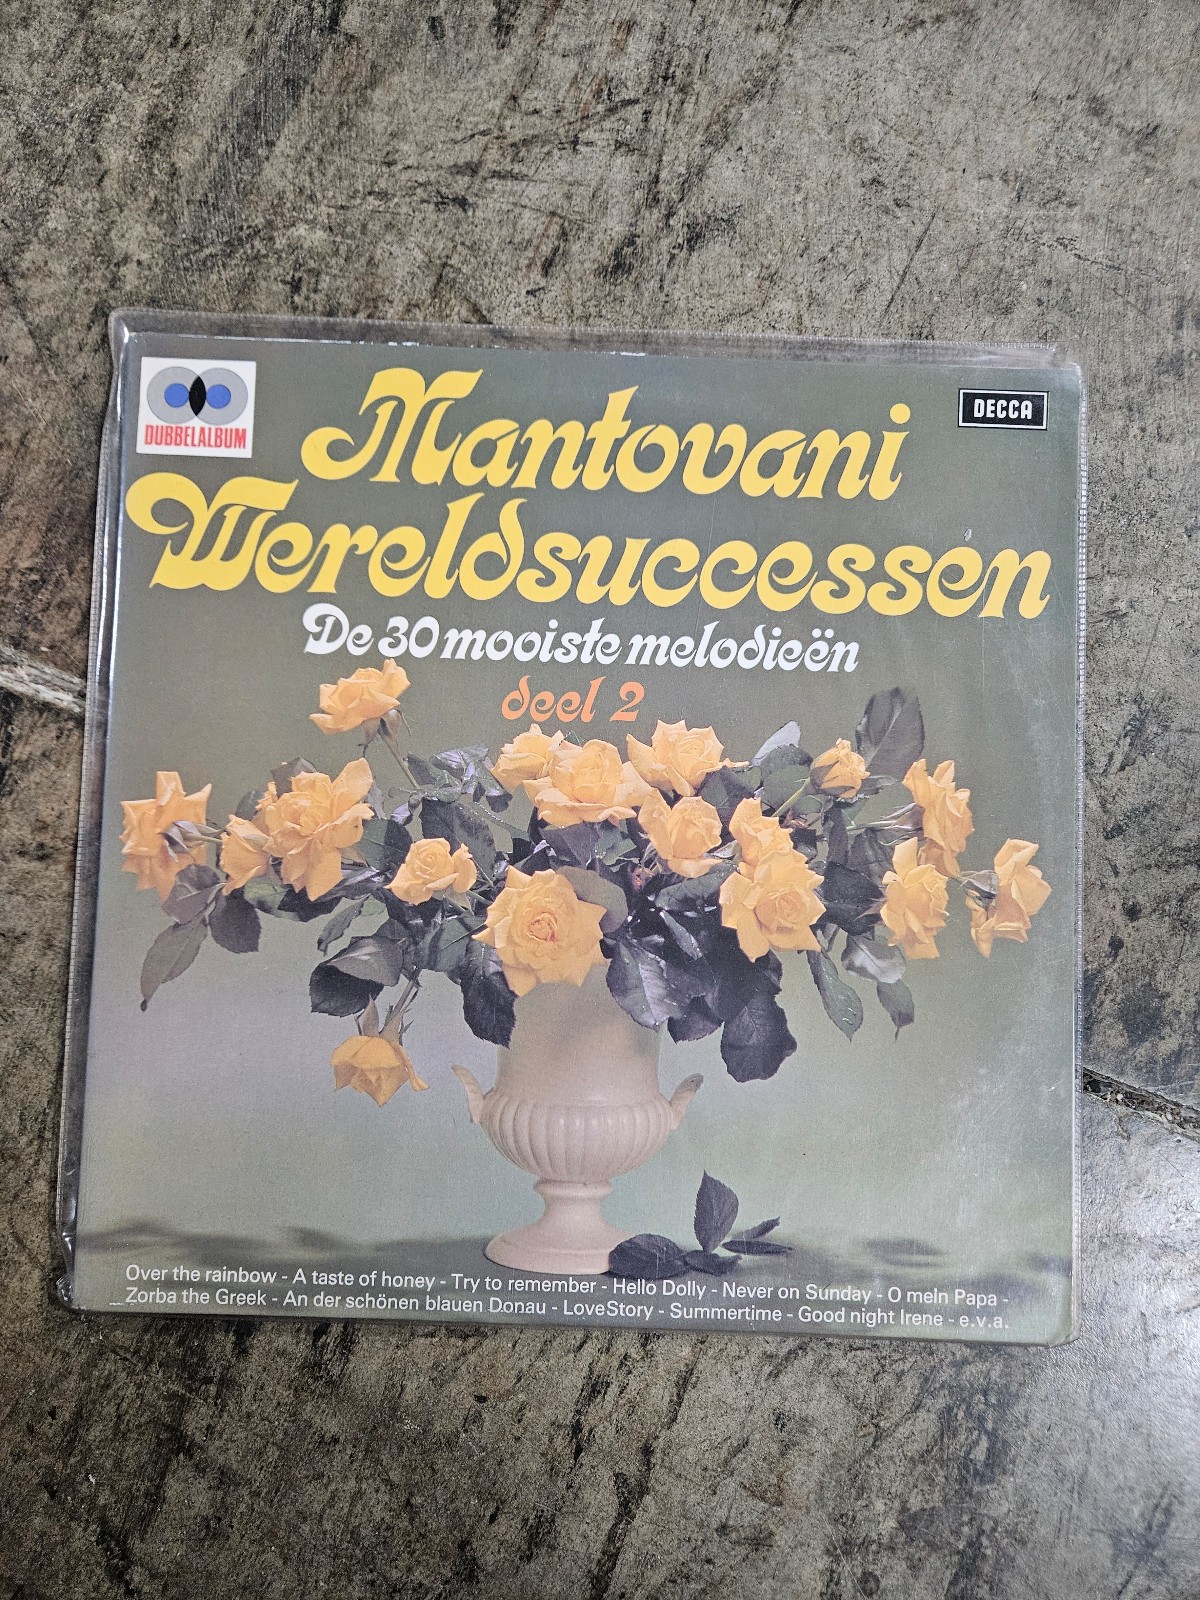 DUBBELALBUM
DECCA
Mantovani
Wereldsuccessen
De 30 mooiste melodieën
deel 2
Over the rainbow - A taste of honey - Try to remember - Hello Dolly - Never on Sunday - O meln Papa -
Zorba the Greek - An der schönen blauen Donau - LoveStory - Summertime - Good night Irene - e.v.a.